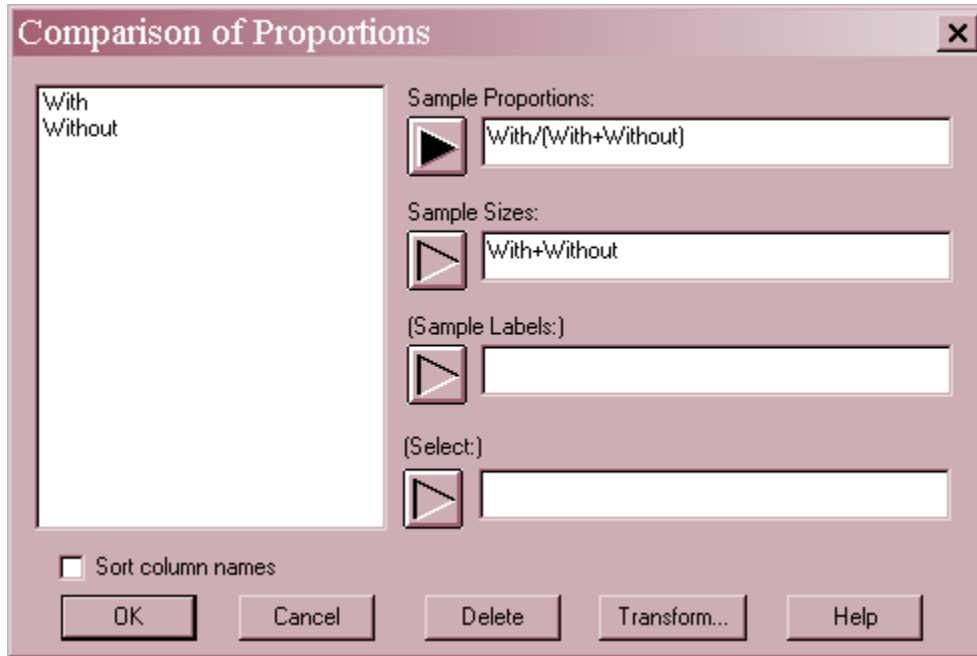 Comparison of Proportions
With
Without
Sample Proportions:
With/(With+Without)
Sample Sizes:
With+Without
(Sample Labels:)
(Select:)
Sort column names
OK
Cancel
Delete
Transform...
Help